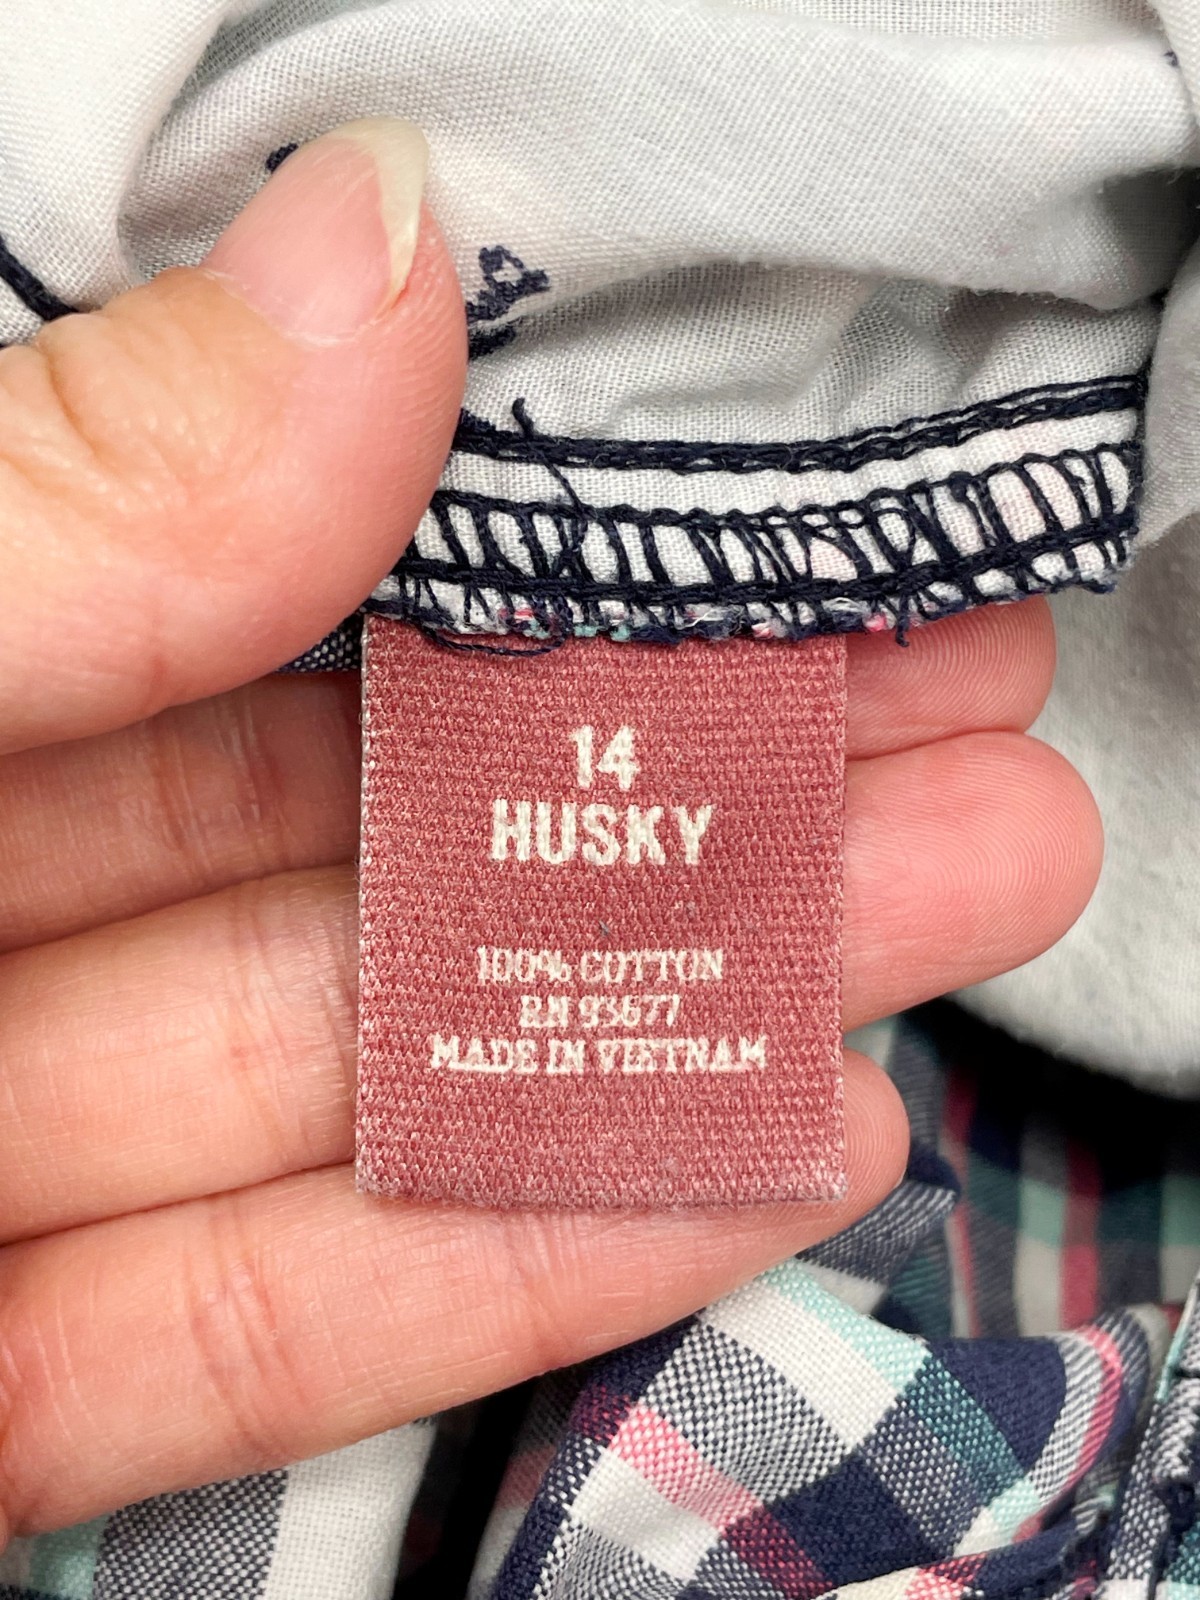 14
HUSKY
100% COTTON
RN 93677
MADE IN VIETNAM